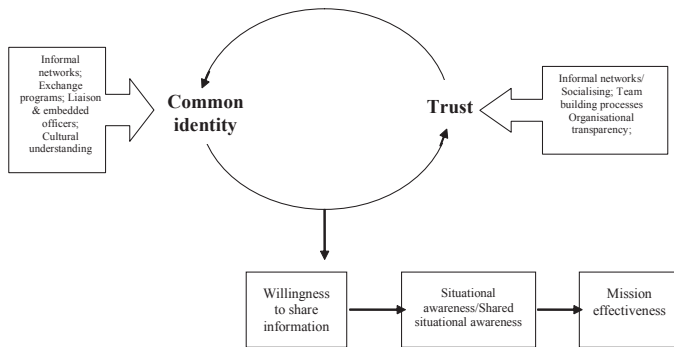 Informal
networks;
Exchange
programs; Liaison
& embedded
officers;
Cultural
understanding
Common
identity
Trust
Informal networks/
Socialising; Team
building processes
Organisational
transparency;
Willingness
to share
information
Situational
awareness/Shared
situational awareness
Mission
effectiveness